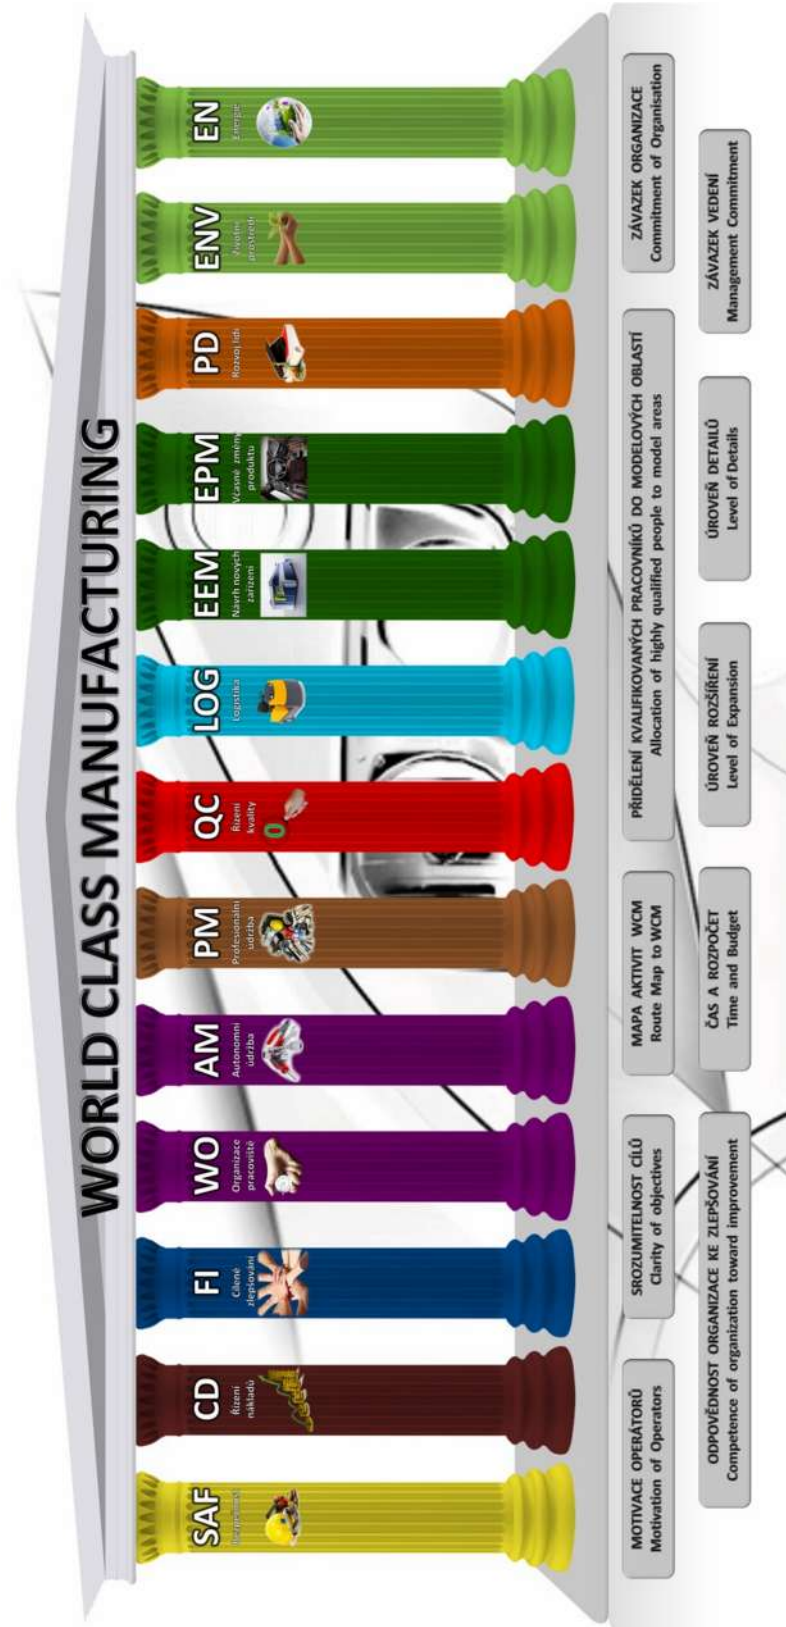 WORLD CLASS MANUFACTURING
SAF
Bezpečnost
CD
Řízení
nákladů
FI
Cílené
zlepšování
WO
Organizace
pracoviště
AM
Autonomní
údržba
PM
Profesionální
údržba
QC
Řízení
kvality
0
LOG
Logistika
EEM
Návrh nových
zařízení
EPM
Včasné změny
produktu
PD
Rozvoj lidí
ENV
Životní
prostředí
EN
Energie
MOTIVACE OPERÁTORŮ
Motivation of Operators
SROZUMITELNOST CÍLŮ
Clarity of objectives
MAPA AKTIVIT WCM
Route Map to WCM
PŘIDĚLENÍ KVALIFIKOVANÝCH PRACOVNÍKŮ DO MODELOVÝCH OBLASTÍ
Allocation of highly qualified people to model areas
ZÁVAZEK ORGANIZACE
Commitment of Organisation
ODPOVĚDNOST ORGANIZACE KE ZLEPŠOVÁNÍ
Competence of organization toward improvement
ČAS A ROZPOČET
Time and Budget
ÚROVEŇ ROZŠÍŘENÍ
Level of Expansion
ÚROVEŇ DETAILŮ
Level of Details
ZÁVAZEK VEDENÍ
Management Commitment